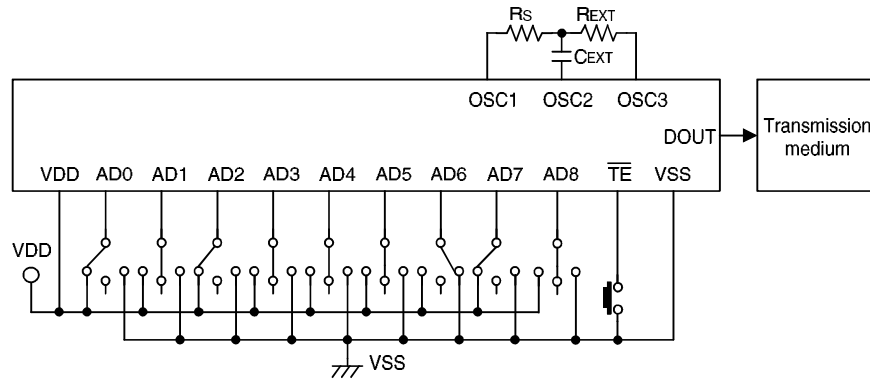 RS REXT
CEXT
OSC1 OSC2 OSC3
DOUT
Transmission
medium
VDD AD0 AD1 AD2 AD3 AD4 AD5 AD6 AD7 AD8 T̅E̅ VSS
VDD
VSS